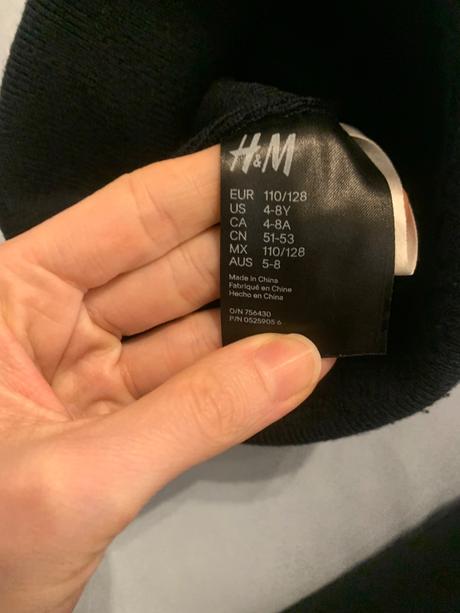 H&M
EUR 110/128
US 4-8Y
CA 4-8A
CN 51-53
MX 110/128
AUS 5-8
Made in China
Fabriqué en Chine
Hecho en China
O/N 756430
P/N 0525905 6